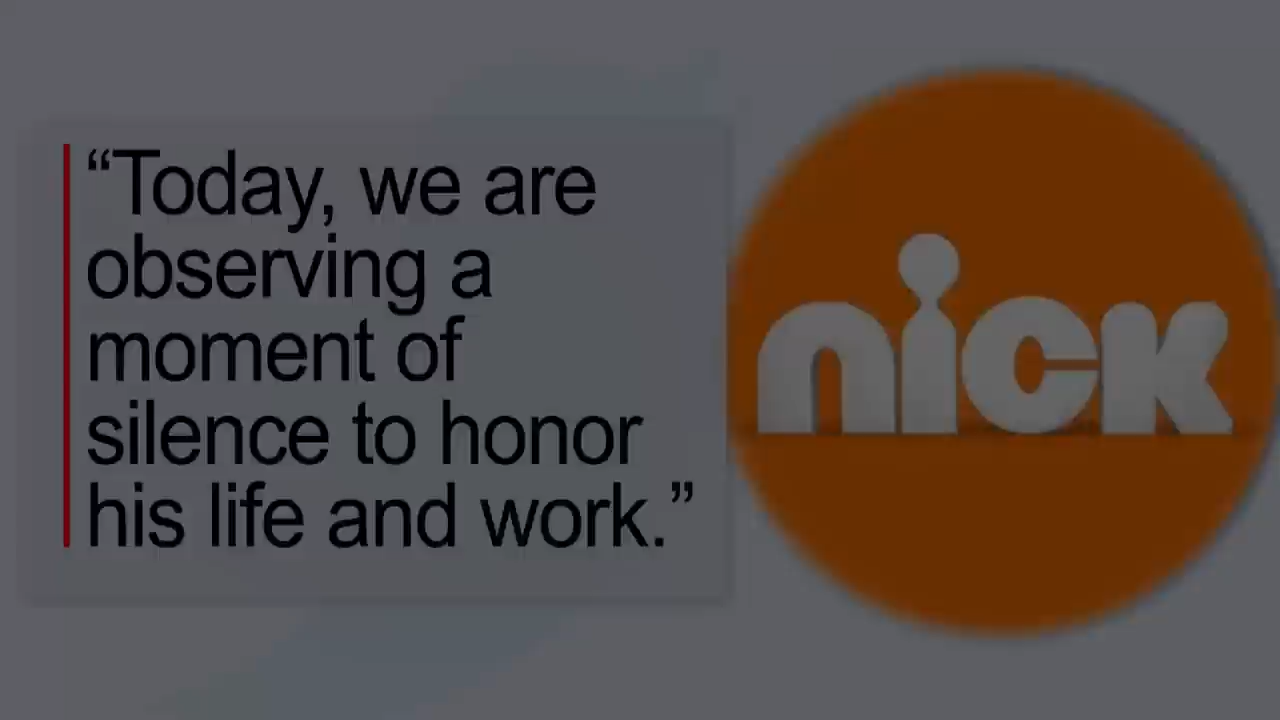 “Today, we are
observing a
moment of
silence to honor
his life and work.”
nick